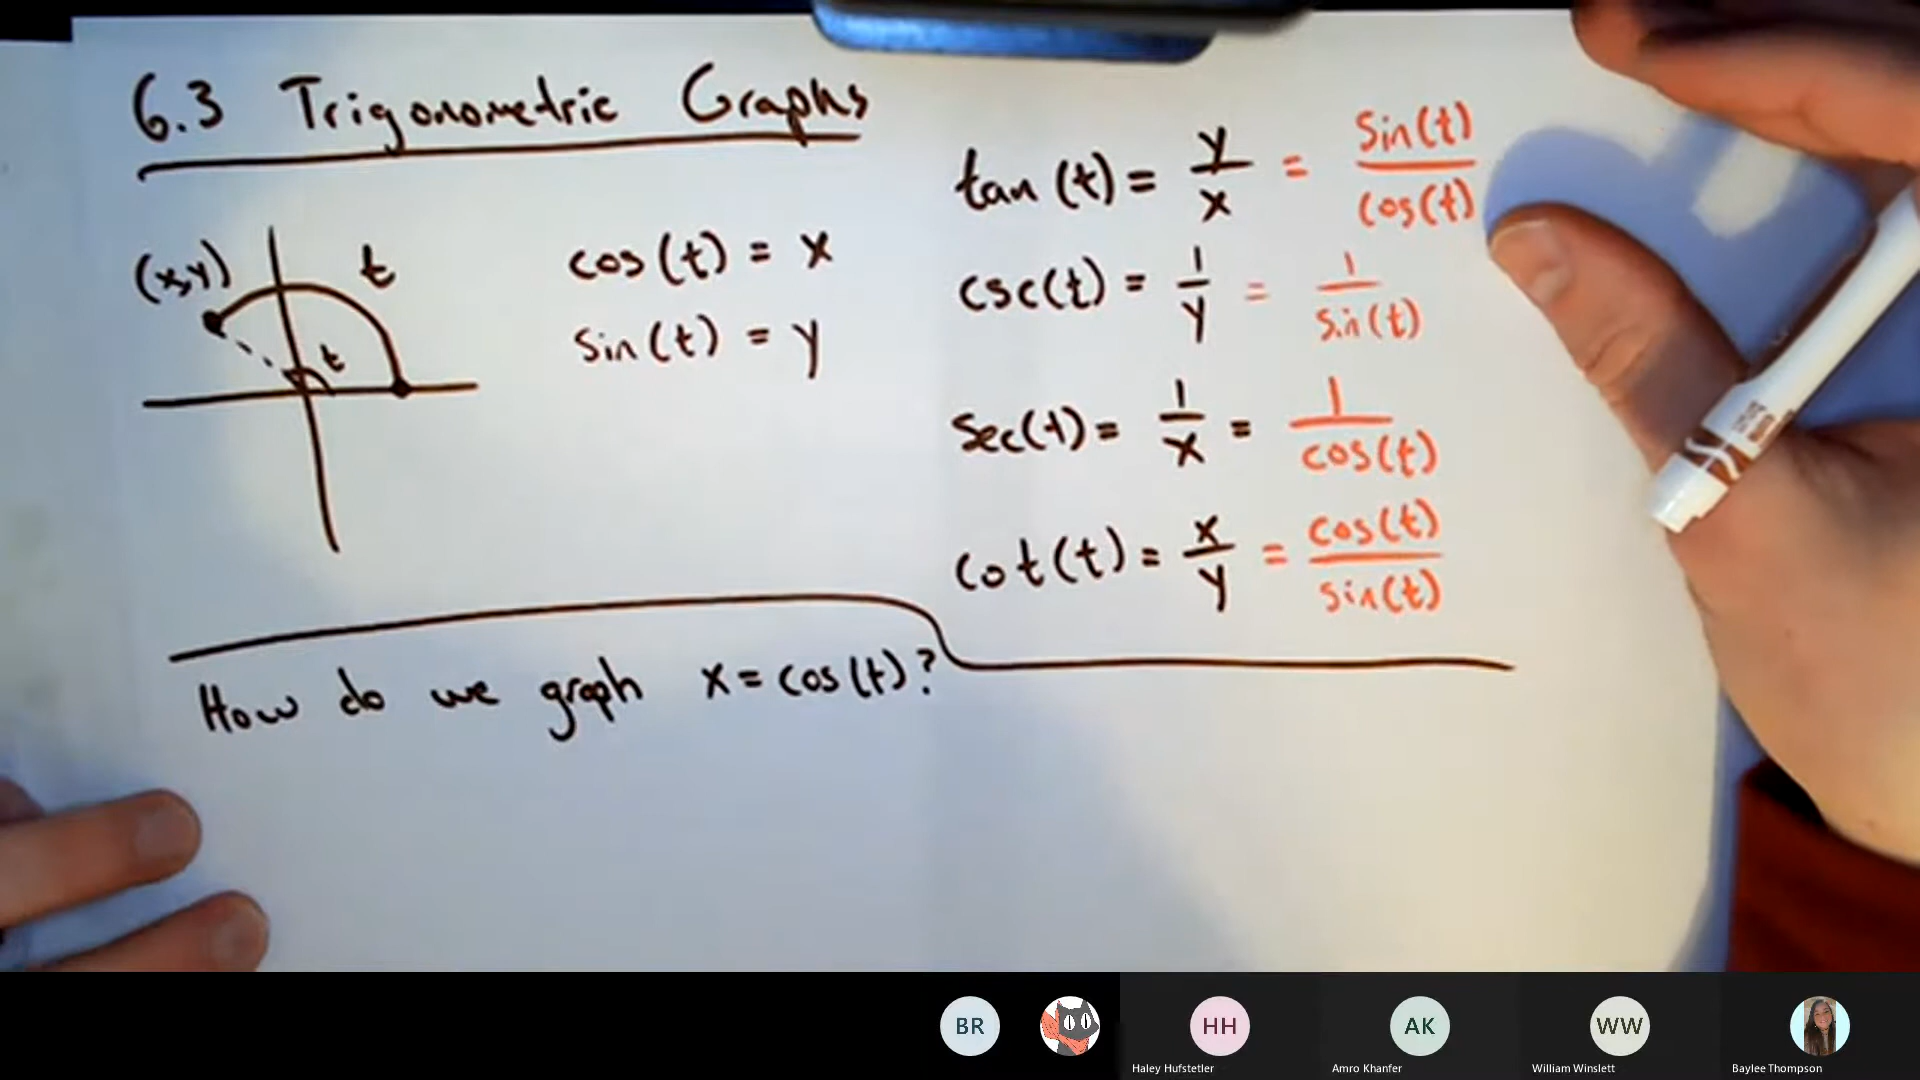 6.3 Trigonometric Graphs
(x,y)
t
t
cos(t) = x
sin(t) = y
tan(t) = y/x = sin(t)/cos(t)
csc(t) = 1/y = 1/sin(t)
sec(t) = 1/x = 1/cos(t)
cot(t) = x/y = cos(t)/sin(t)
How do we graph x = cos(t)?
BR
HH
AK
WW
Haley Hufstetler
Amro Khanfer
William Winslett
Baylee Thompson